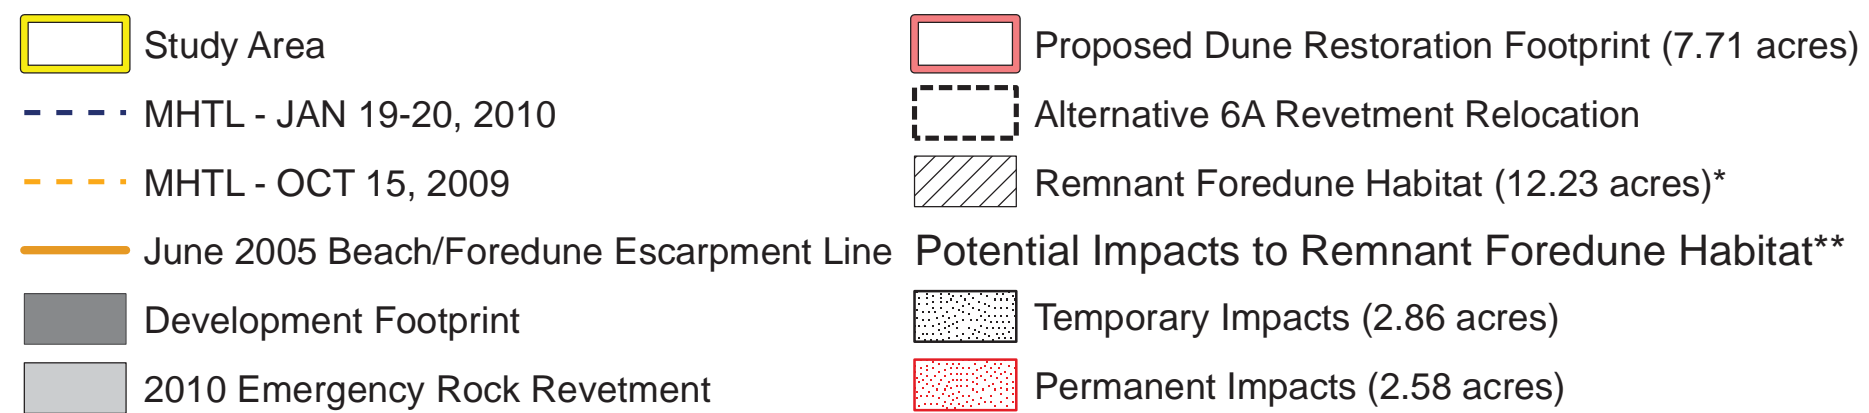 Study Area
MHTL - JAN 19-20, 2010
MHTL - OCT 15, 2009
June 2005 Beach/Foredune Escarpment Line
Development Footprint
2010 Emergency Rock Revetment
Proposed Dune Restoration Footprint (7.71 acres)
Alternative 6A Revetment Relocation
Remnant Foredune Habitat (12.23 acres)*
Potential Impacts to Remnant Foredune Habitat**
Temporary Impacts (2.86 acres)
Permanent Impacts (2.58 acres)